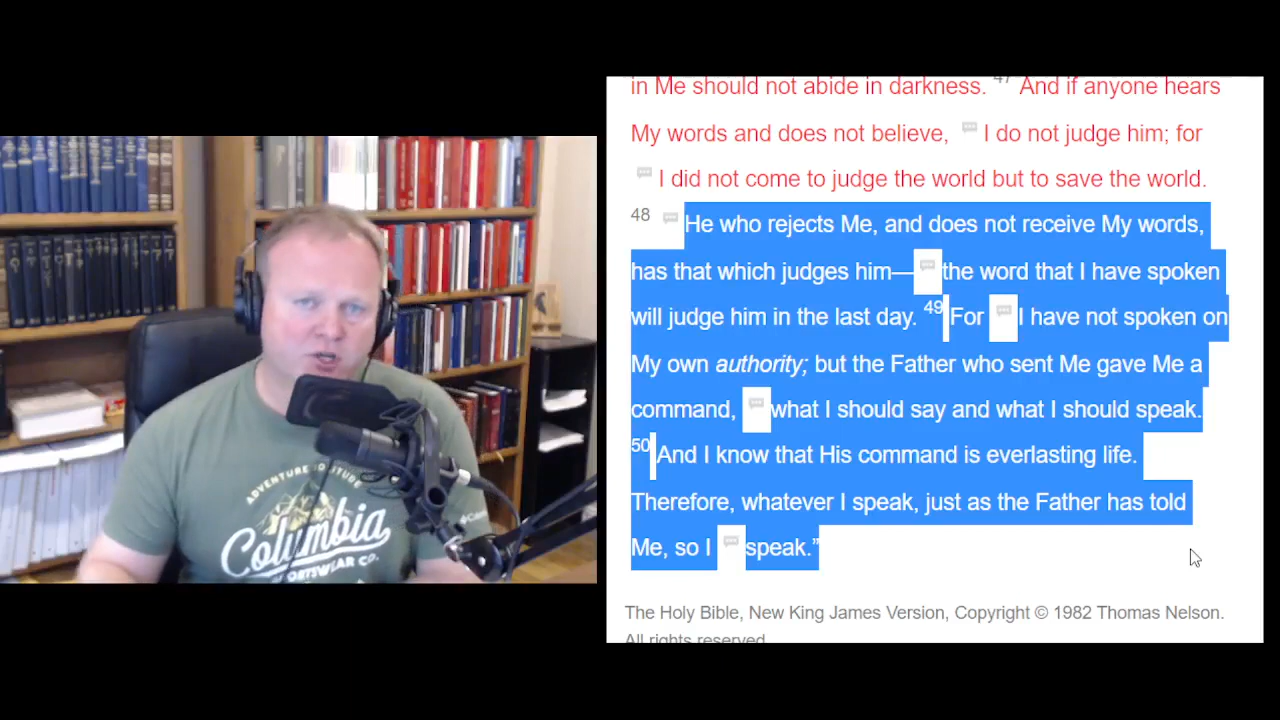 in Me should not abide in darkness. 47 And if anyone hears
My words and does not believe, I do not judge him; for
I did not come to judge the world but to save the world.
48 He who rejects Me, and does not receive My words,
has that which judges him—the word that I have spoken
will judge him in the last day. 49 For I have not spoken on
My own authority; but the Father who sent Me gave Me a
command, what I should say and what I should speak.
50 And I know that His command is everlasting life.
Therefore, whatever I speak, just as the Father has told
Me, so I speak.”
The Holy Bible, New King James Version, Copyright © 1982 Thomas Nelson.
All rights reserved
Columbia